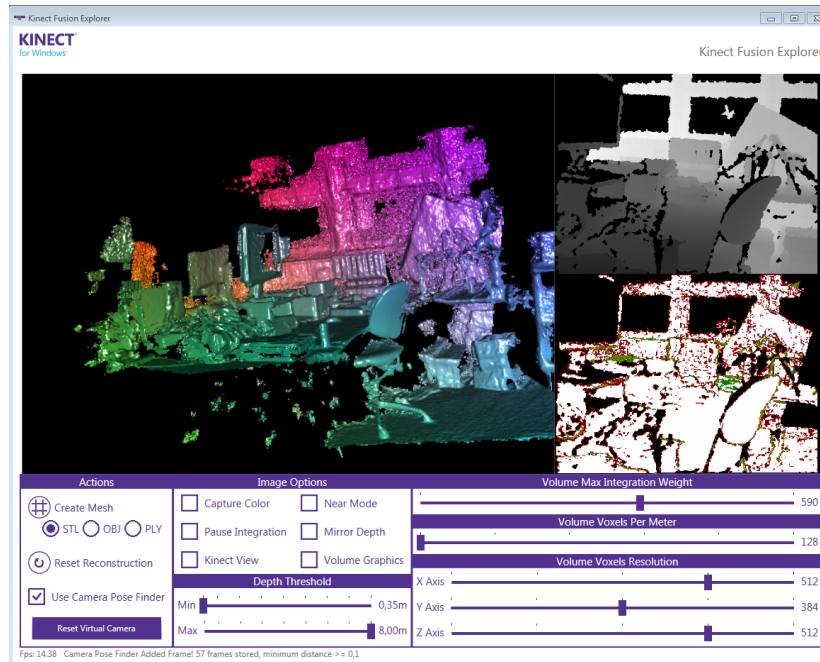 Kinect Fusion Explorer
KINECT
for Windows
Kinect Fusion Explorer
Actions
Create Mesh
STL OBJ PLY
Reset Reconstruction
Use Camera Pose Finder
Reset Virtual Camera
Image Options
Capture Color Near Mode
Pause Integration Mirror Depth
Kinect View Volume Graphics
Depth Threshold
Min 0,35m
Max 8,00m
Volume Max Integration Weight
590
Volume Voxels Per Meter
128
Volume Voxels Resolution
X Axis 512
Y Axis 384
Z Axis 512
Fps: 14.38 Camera Pose Finder Added Frame! 57 frames stored, minimum distance >= 0,1